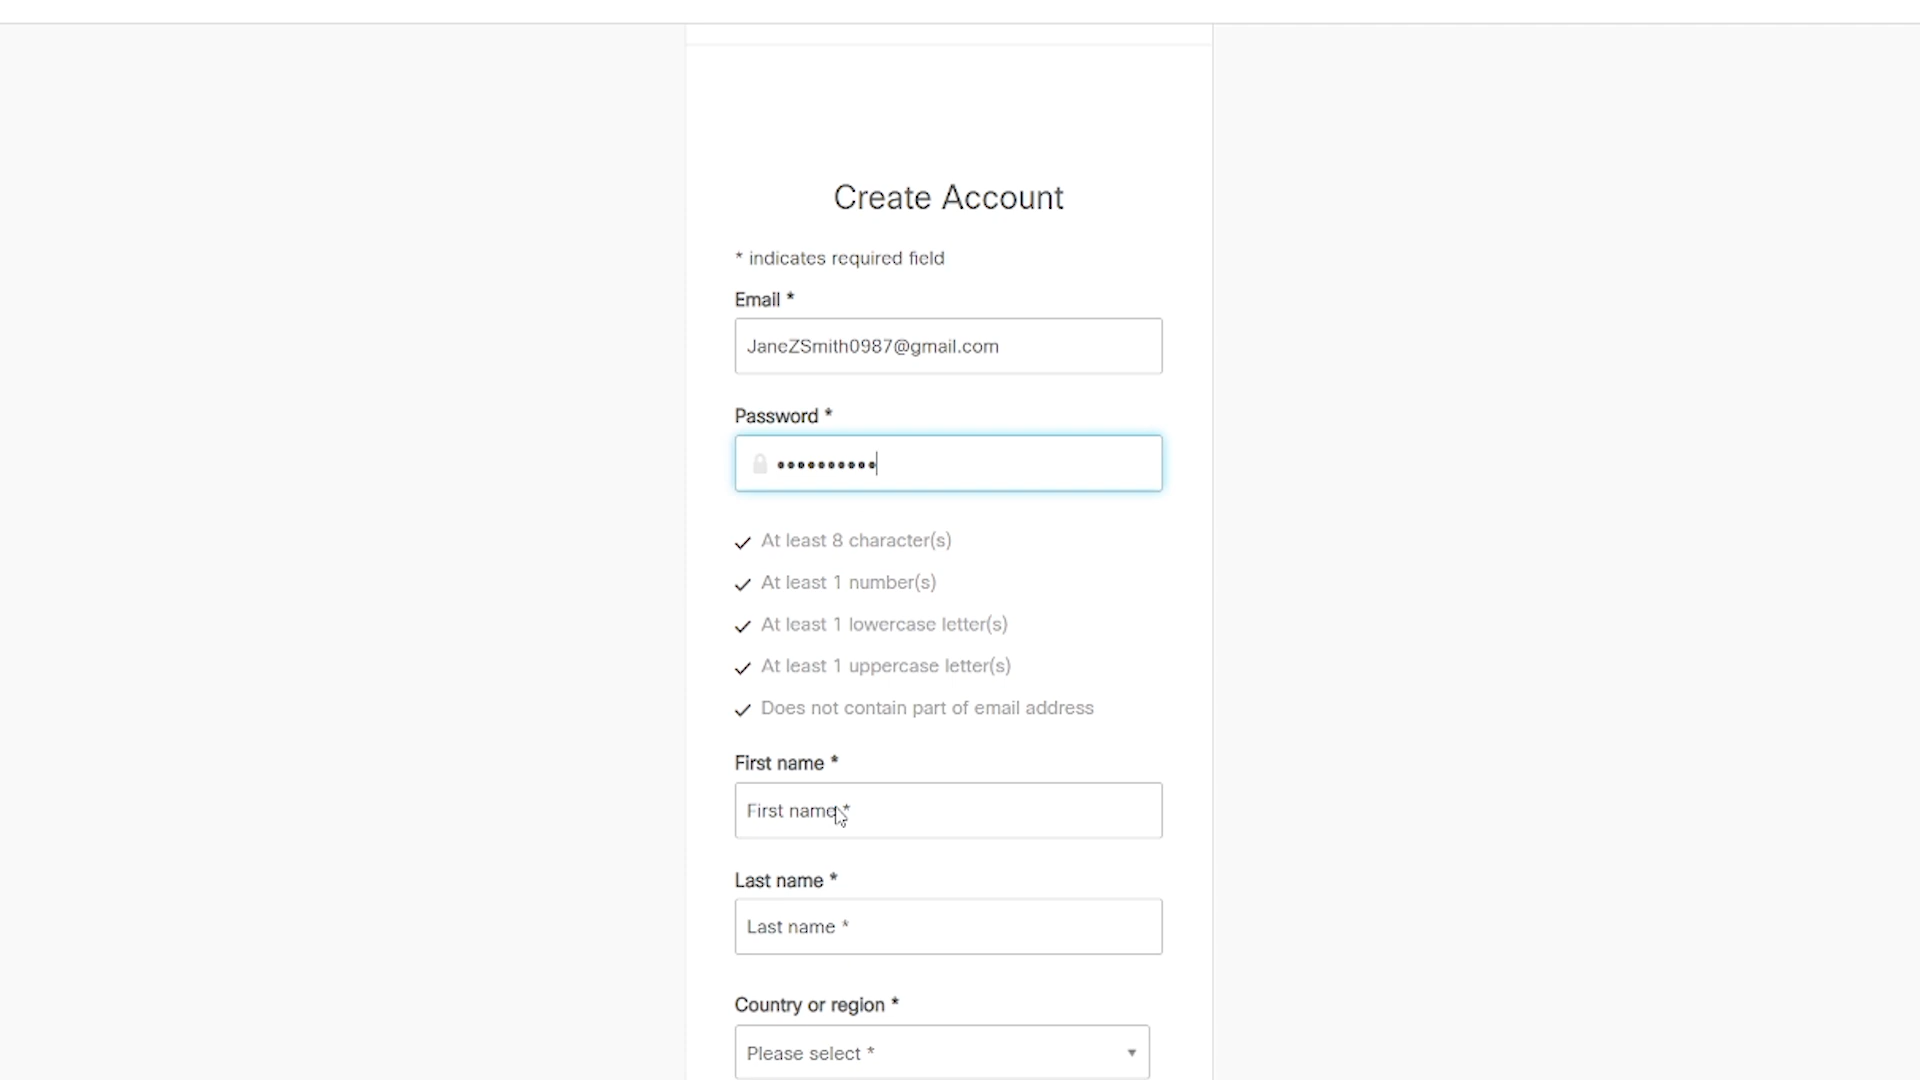 Create Account
* indicates required field
Email *
JaneZSmith0987@gmail.com
Password *
••••••••••
At least 8 character(s)
At least 1 number(s)
At least 1 lowercase letter(s)
At least 1 uppercase letter(s)
Does not contain part of email address
First name *
First name *
Last name *
Last name *
Country or region *
Please select *